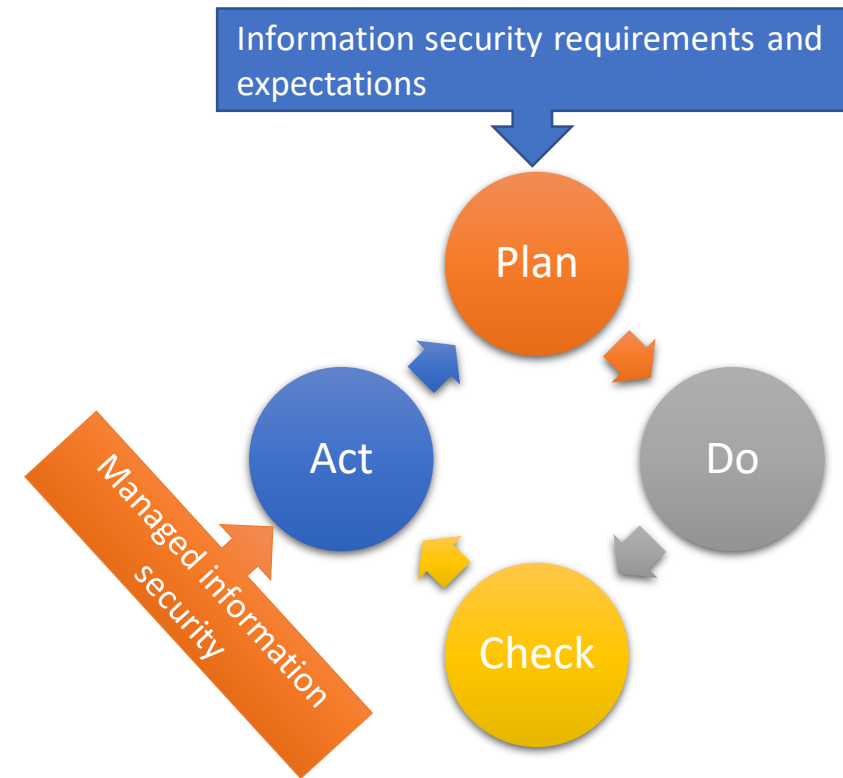 Information security requirements and
expectations
Plan
Do
Check
Act
Managed information
security